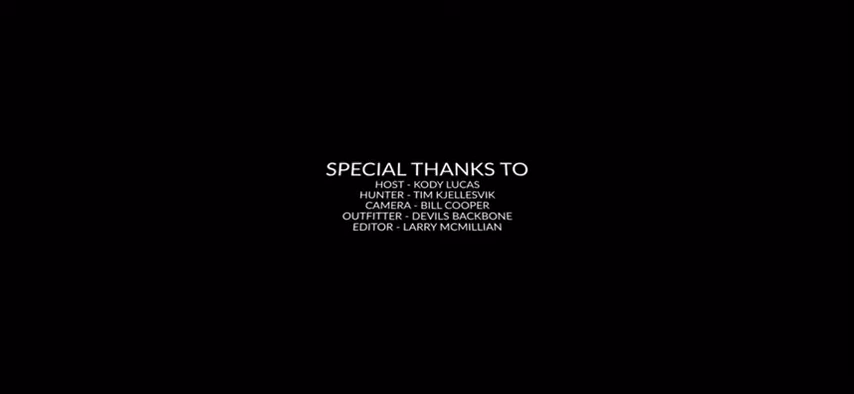 SPECIAL THANKS TO
HOST - KODY LUCAS
HUNTER - TIM KJELLESVIK
CAMERA - BILL COOPER
OUTFITTER - DEVILS BACKBONE
EDITOR - LARRY MCMILLIAN